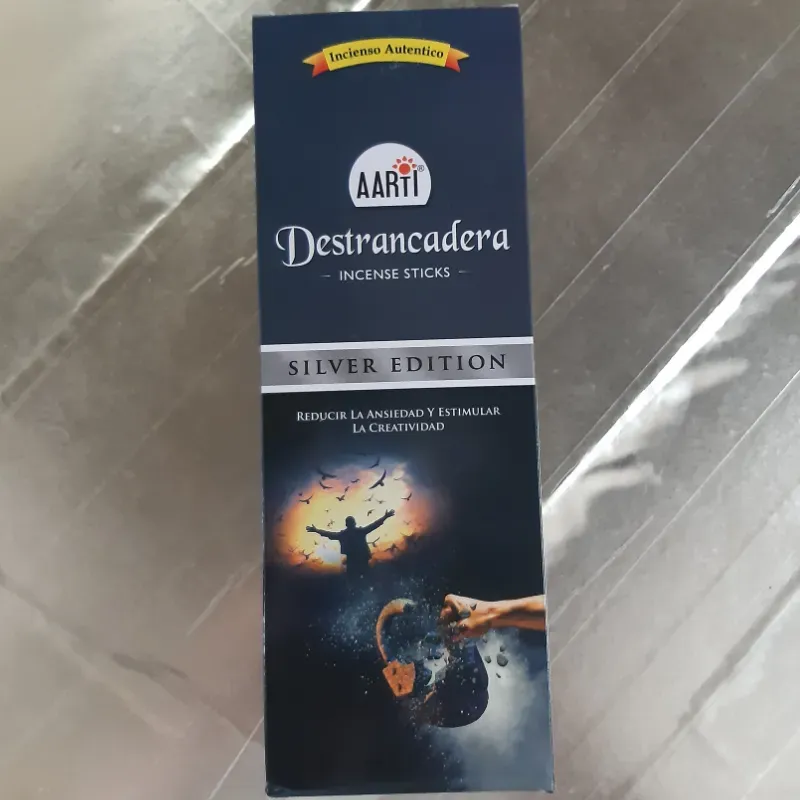 Incienso Autentico
AARTI®
Destrancadera
- INCENSE STICKS -
SILVER EDITION
REDUCIR LA ANSIEDAD Y ESTIMULAR
LA CREATIVIDAD